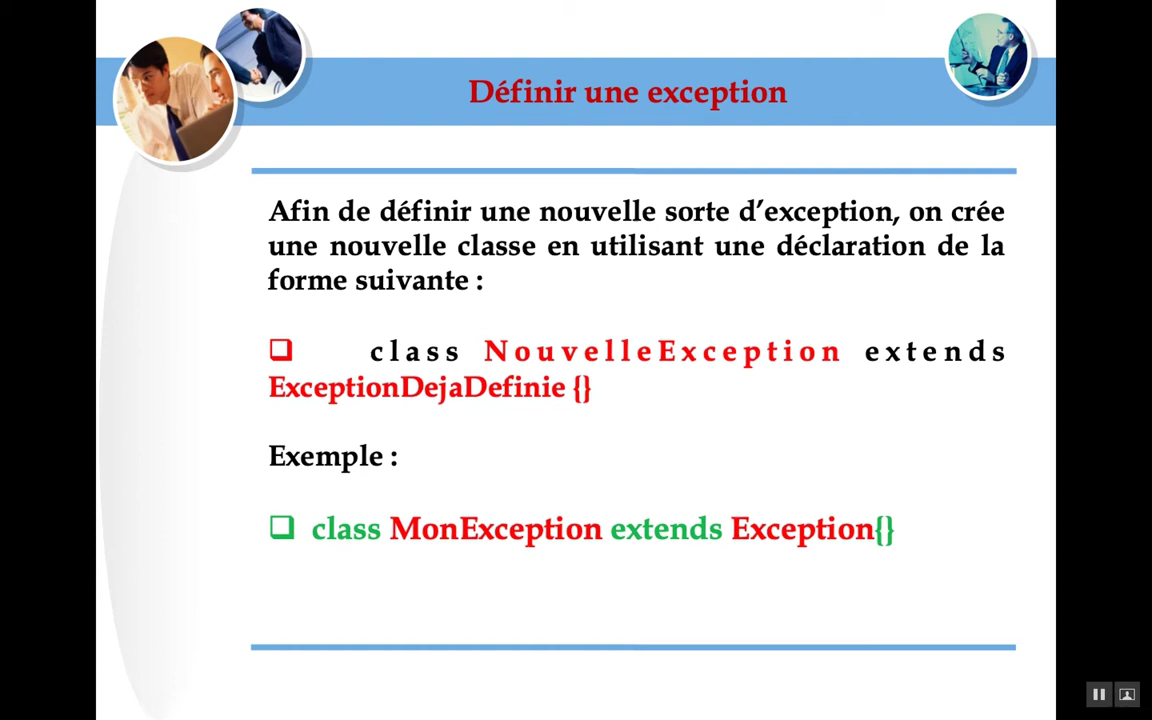 Définir une exception
Afin de définir une nouvelle sorte d’exception, on crée
une nouvelle classe en utilisant une déclaration de la
forme suivante :
class NouvelleException extends
ExceptionDejaDefinie {}
Exemple :
class MonException extends Exception{}